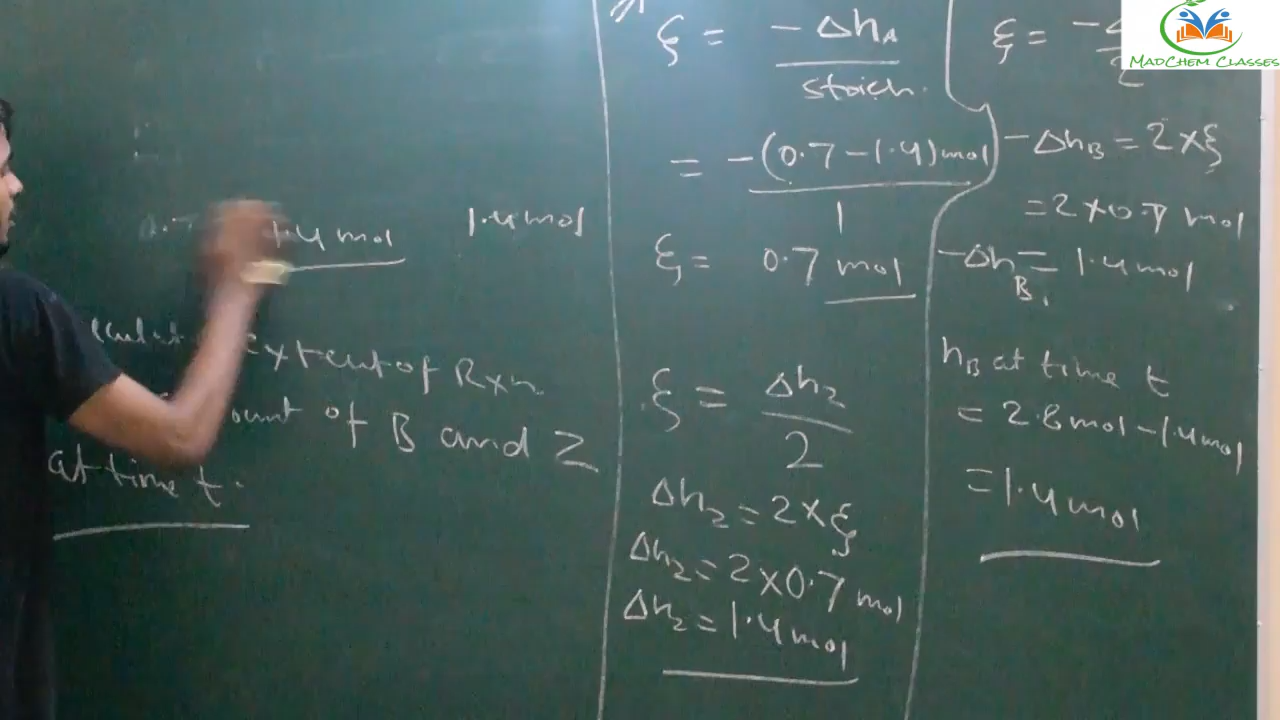 1.4 mol 1.4 mol
Extent of Rxn
of B and Z
at time t.
ξ = - Δn_A / stoich.
= - (0.7 - 1.4) mol / 1
ξ = 0.7 mol
ξ = Δn_Z / 2
Δn_Z = 2 × ξ
Δn_Z = 2 × 0.7 mol
Δn_Z = 1.4 mol
ξ =
- Δn_B = 2 × ξ
= 2 × 0.7 mol
- Δn_B = 1.4 mol
n_B at time t
= 2.8 mol - 1.4 mol
= 1.4 mol
MADCHEM CLASSES